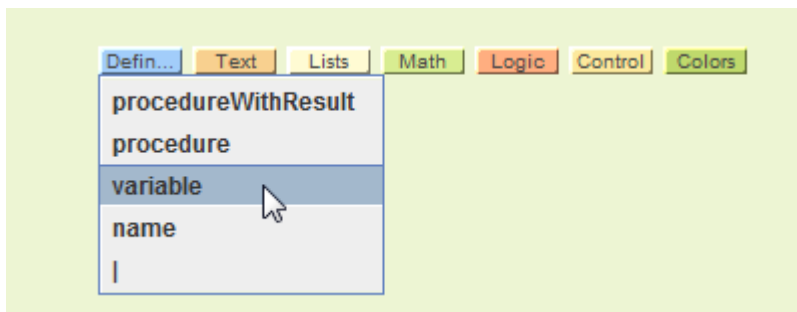 Defin... Text Lists Math Logic Control Colors
procedureWithResult
procedure
variable
name
|